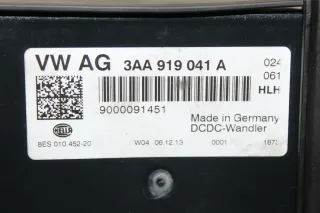 VW AG 3AA 919 041 A 024
061
HLH
9000091451
Made in Germany
DCDC-Wandler
HELLA
8ES 010.452-20 W04 06.12.13 0001 187